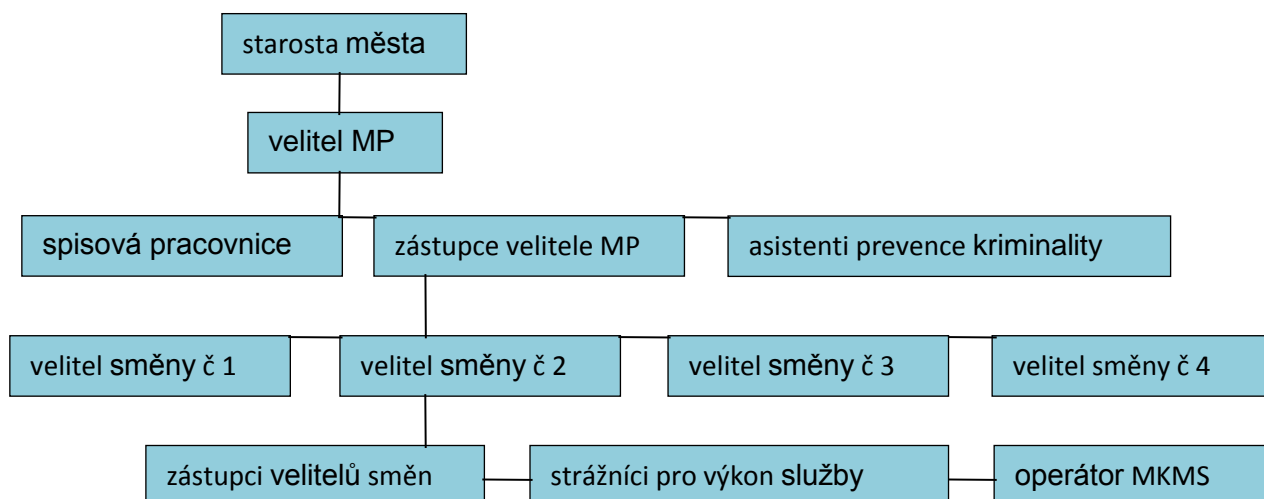 starosta města
velitel MP
spisová pracovnice
zástupce velitele MP
asistenti prevence kriminality
velitel směny č 1
velitel směny č 2
velitel směny č 3
velitel směny č 4
zástupci velitelů směn
strážníci pro výkon služby
operátor MKMS